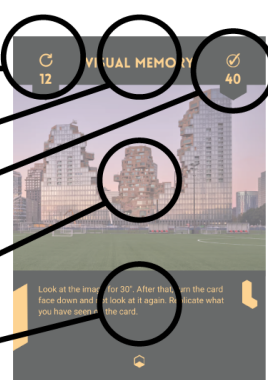 VISUAL MEMORY
12
40
Look at the image for 30". After that, turn the card
face down and not look at it again. Replicate what
you have seen on the card.